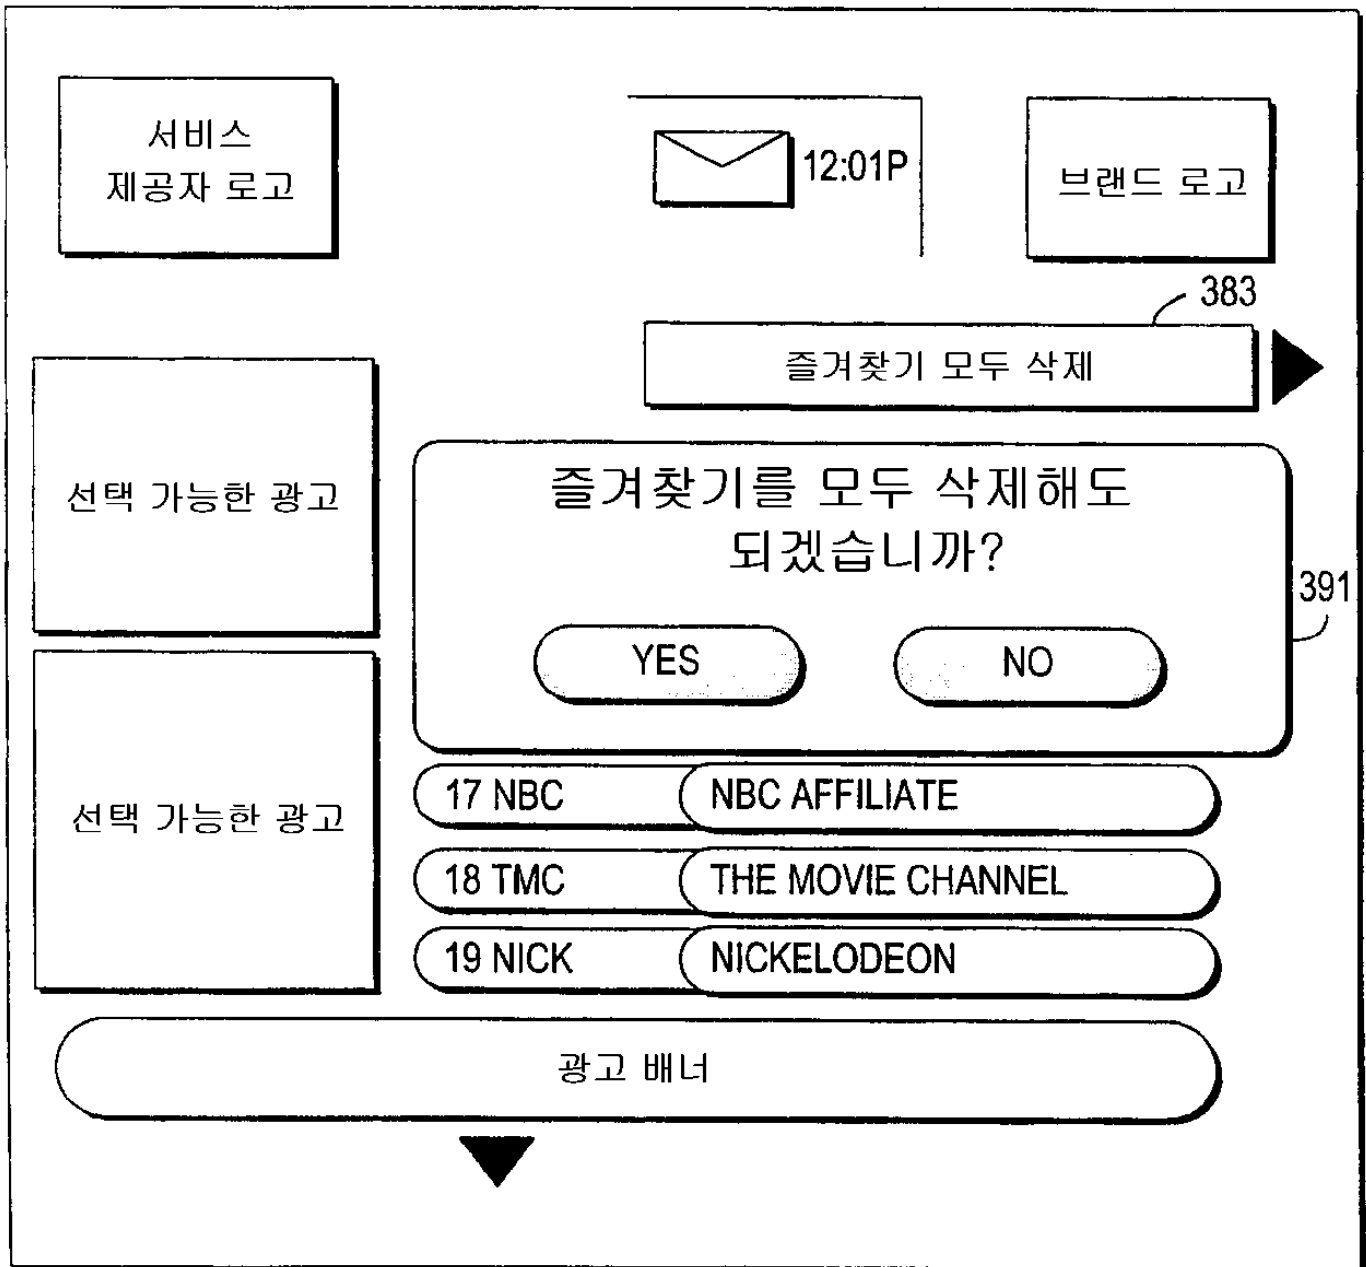 서비스
제공자 로고
12:01P
브랜드 로고
383
즐겨찾기 모두 삭제
선택 가능한 광고
즐겨찾기를 모두 삭제해도
되겠습니까?
391
YES
NO
선택 가능한 광고
17 NBC
NBC AFFILIATE
18 TMC
THE MOVIE CHANNEL
19 NICK
NICKELODEON
광고 배너